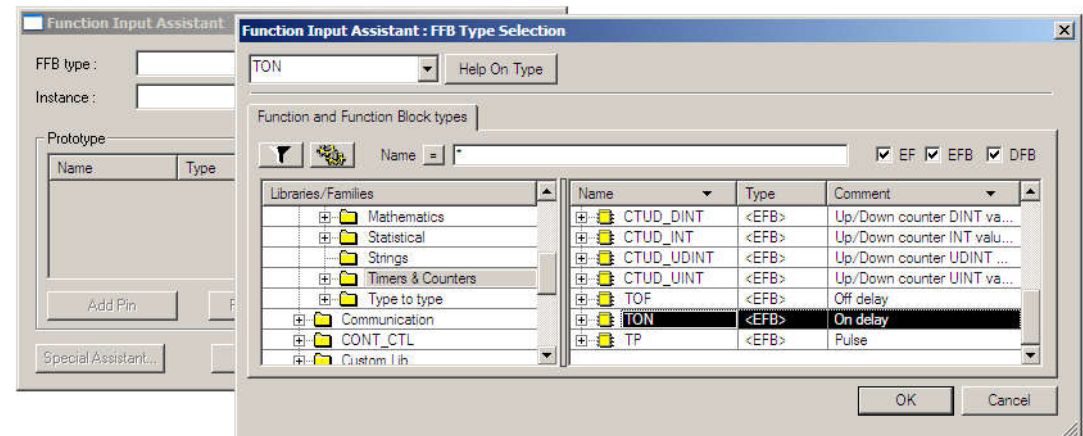 Function Input Assistant
FFB type :
Instance :
Prototype
Name Type
Add Pin
Special Assistant...
Function Input Assistant : FFB Type Selection
TON Help On Type
Function and Function Block types
Name = * EF EFB DFB
Libraries/Families
Mathematics
Statistical
Strings
Timers & Counters
Type to type
Communication
CONT_CTL
Custom Lib
Name Type Comment
CTUD_DINT <EFB> Up/Down counter DINT va...
CTUD_INT <EFB> Up/Down counter INT valu...
CTUD_UDINT <EFB> Up/Down counter UDINT ...
CTUD_UINT <EFB> Up/Down counter UINT va...
TOF <EFB> Off delay
TON <EFB> On delay
TP <EFB> Pulse
OK Cancel